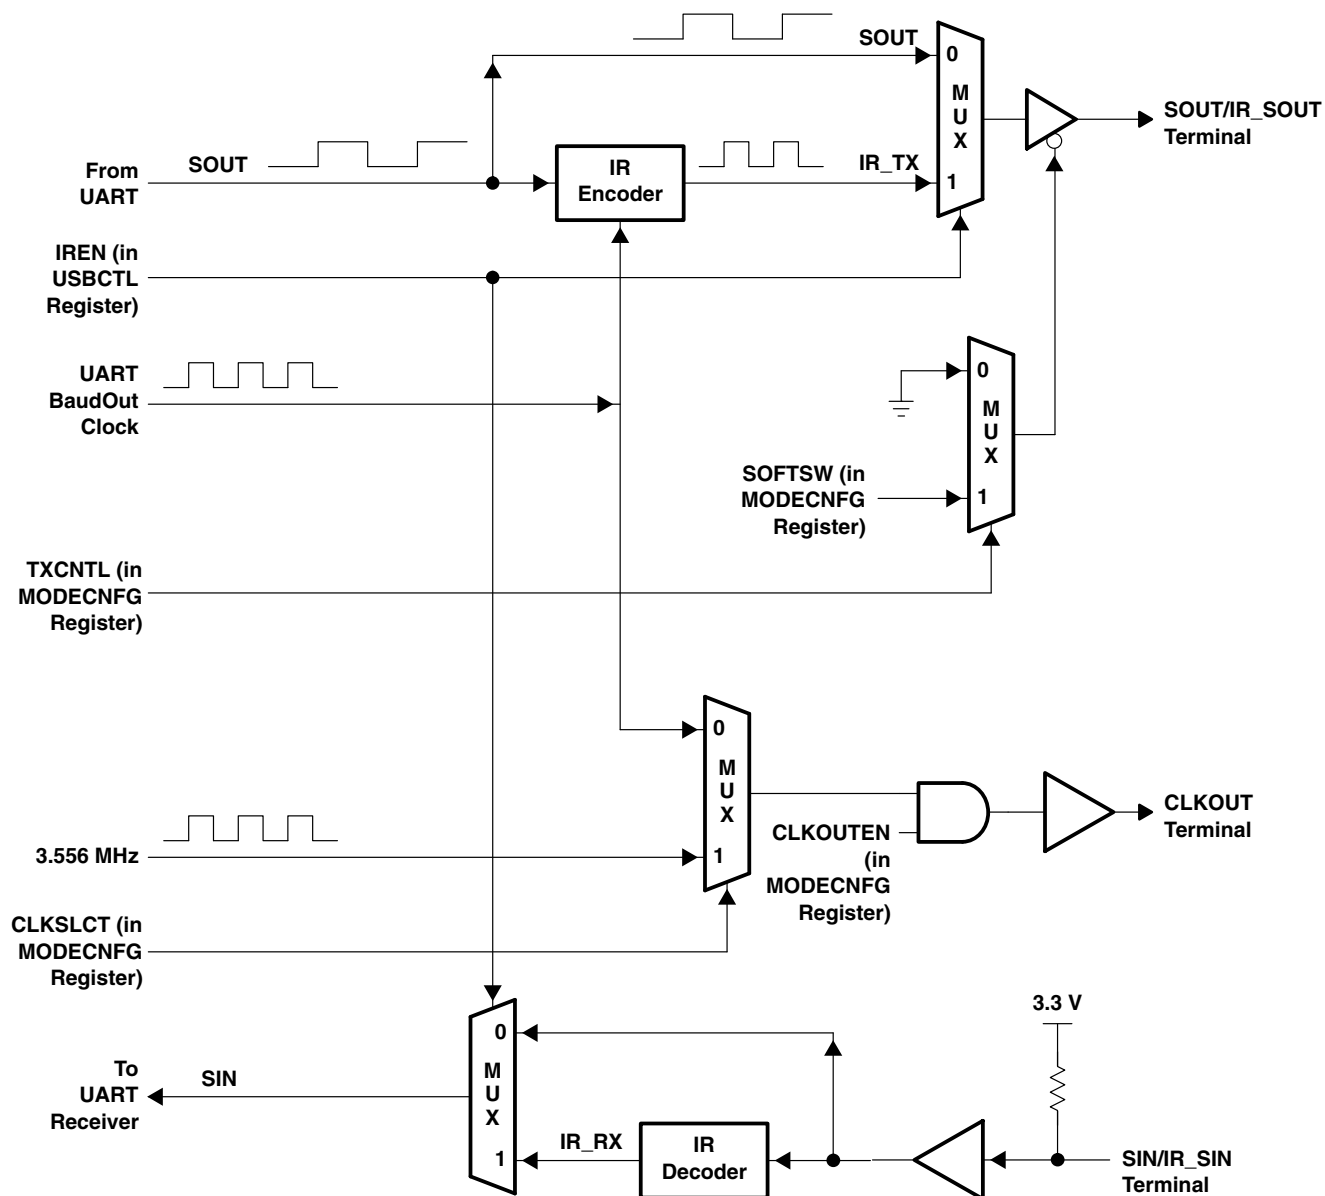 SOUT
0
M
U
X
1
SOUT/IR_SOUT
Terminal
From
UART
SOUT
IR
Encoder
IR_TX
IREN (in
USBCTL
Register)
UART
BaudOut
Clock
0
M
U
X
1
SOFTSW (in
MODECNFG
Register)
TXCNTL (in
MODECNFG
Register)
0
M
U
X
1
3.556 MHz
CLKOUTEN
(in
MODECNFG
Register)
CLKOUT
Terminal
CLKSLCT (in
MODECNFG
Register)
3.3 V
0
M
U
X
1
To
UART
Receiver
SIN
IR_RX
IR
Decoder
SIN/IR_SIN
Terminal